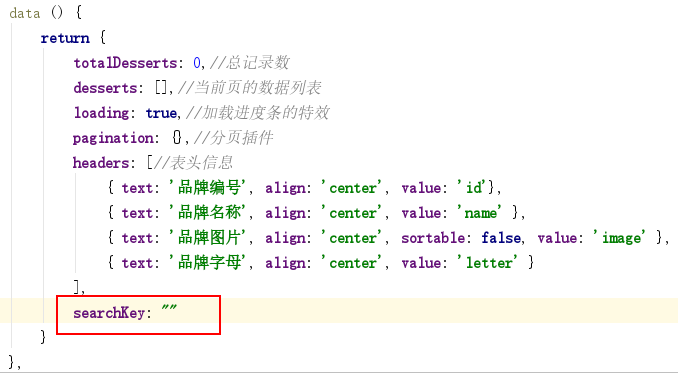 data () {
return {
totalDesserts: 0,//总记录数
desserts: [],//当前页的数据列表
loading: true,//加载进度条的特效
pagination: {},//分页插件
headers: [//表头信息
{ text: '品牌编号', align: 'center', value: 'id'},
{ text: '品牌名称', align: 'center', value: 'name' },
{ text: '品牌图片', align: 'center', sortable: false, value: 'image' },
{ text: '品牌字母', align: 'center', value: 'letter' }
],
searchKey: ""
}
},